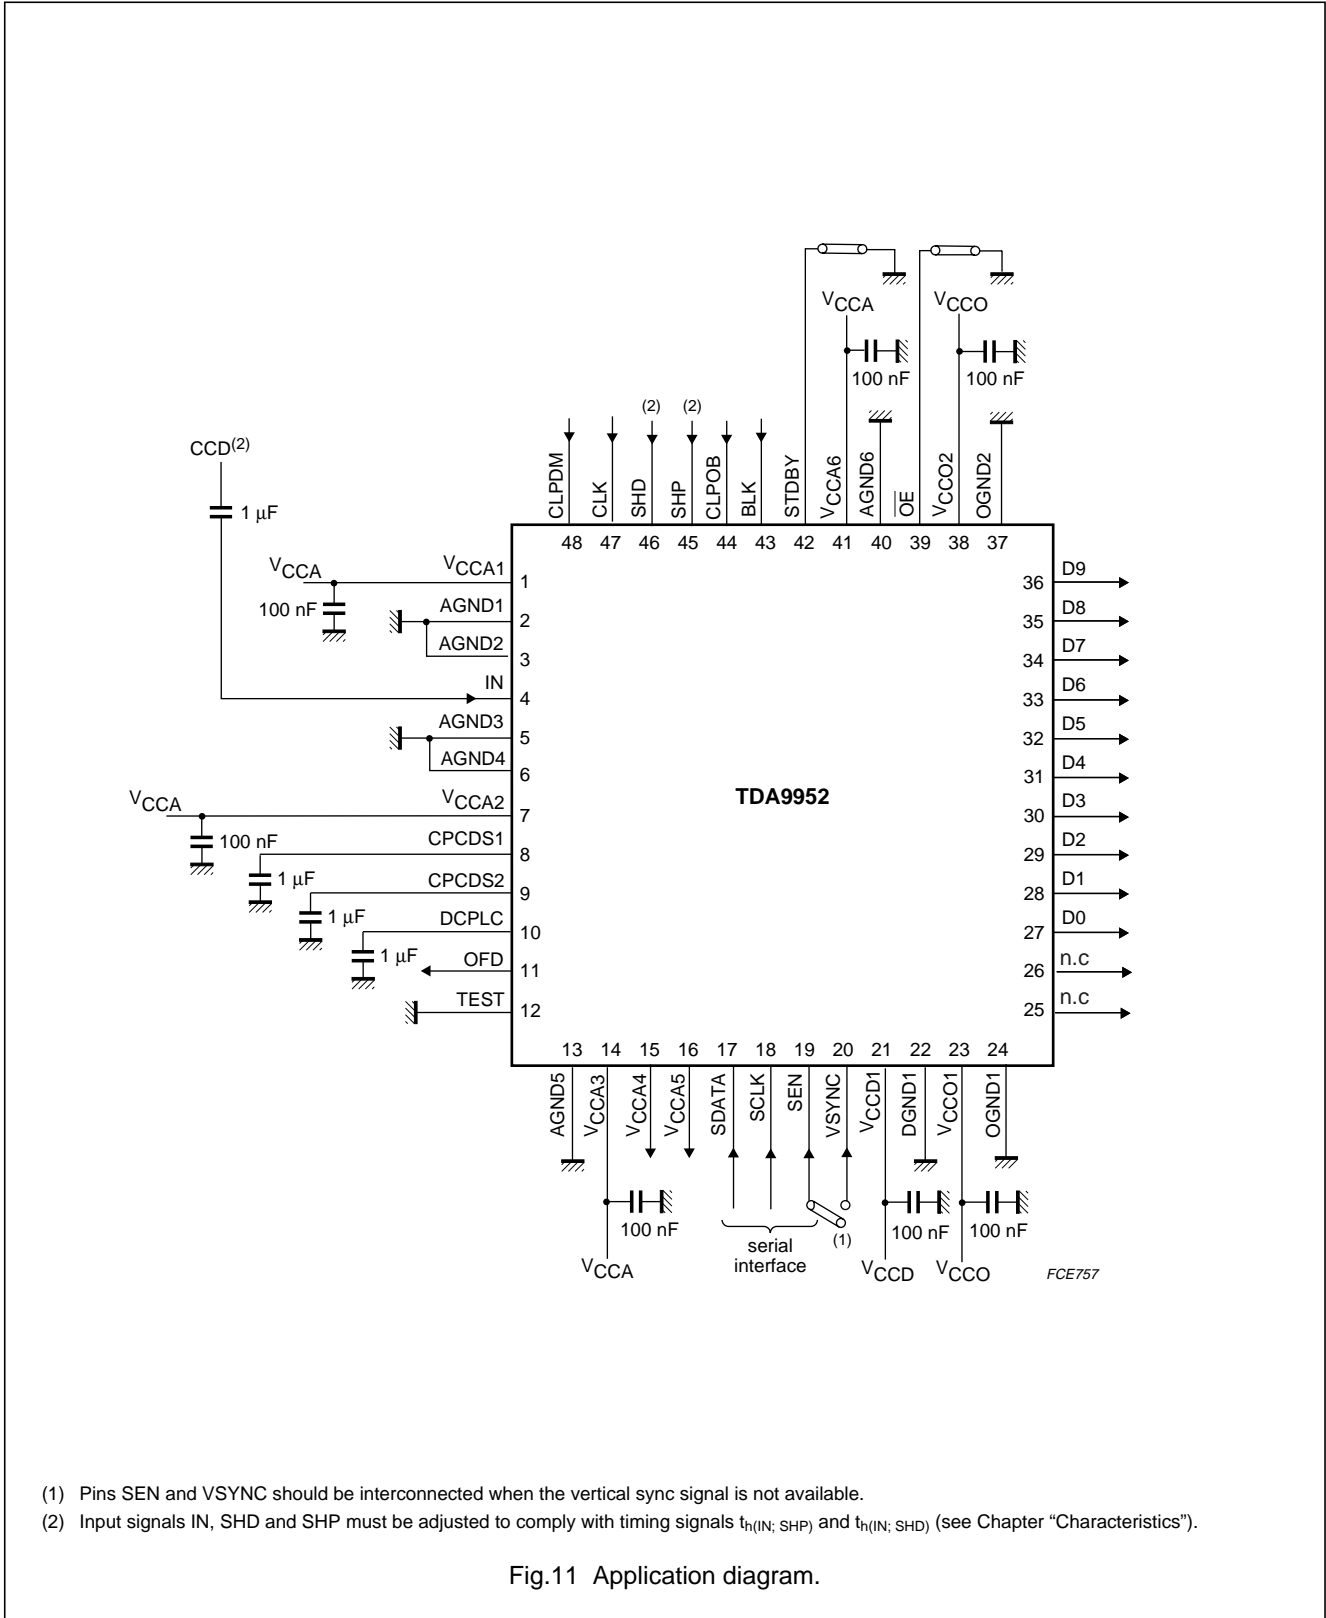 VCCA
VCCO
100 nF
100 nF
(2)
(2)
CCD(2)
1 μF
CLPDM
CLK
SHD
SHP
CLPOB
BLK
STDBY
VCCA6
AGND6
OE
VCCO2
OGND2
48
47
46
45
44
43
42
41
40
39
38
37
VCCA
100 nF
VCCA1
1
AGND1
2
AGND2
3
IN
4
AGND3
5
AGND4
6
VCCA
VCCA2
7
100 nF
CPCDS1
8
1 μF
CPCDS2
9
1 μF
DCPLC
10
1 μF
OFD
11
TEST
12
TDA9952
36 D9
35 D8
34 D7
33 D6
32 D5
31 D4
30 D3
29 D2
28 D1
27 D0
26 n.c
25 n.c
13
14
15
16
17
18
19
20
21
22
23
24
AGND5
VCCA3
VCCA4
VCCA5
SDATA
SCLK
SEN
VSYNC
VCCD1
DGND1
VCCO1
OGND1
100 nF
VCCA
serial
interface
(1)
100 nF
100 nF
VCCD
VCCO
FCE757
(1) Pins SEN and VSYNC should be interconnected when the vertical sync signal is not available.
(2) Input signals IN, SHD and SHP must be adjusted to comply with timing signals th(IN; SHP) and th(IN; SHD) (see Chapter “Characteristics”).
Fig.11 Application diagram.